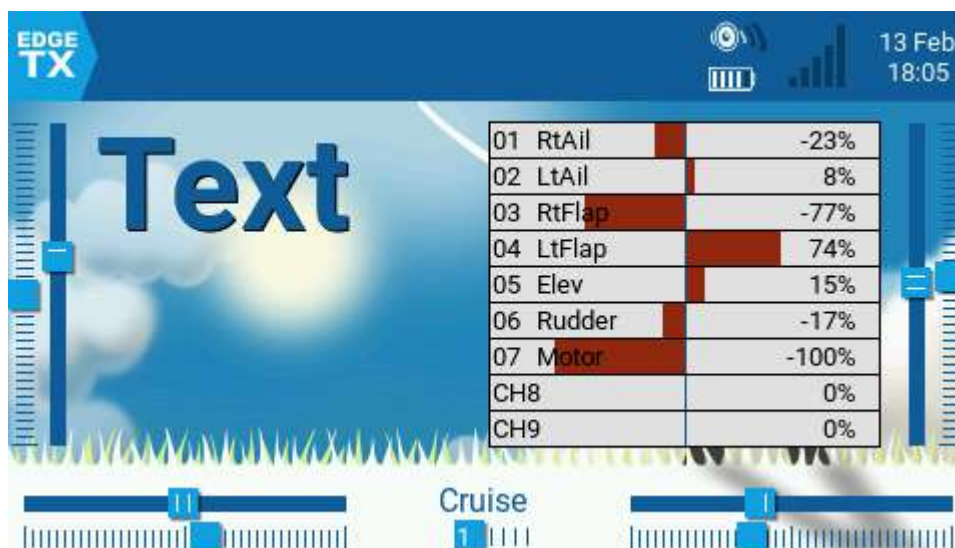 EDGE
TX
13 Feb
18:05
Text
01 RtAil -23%
02 LtAil 8%
03 RtFlap -77%
04 LtFlap 74%
05 Elev 15%
06 Rudder -17%
07 Motor -100%
CH8 0%
CH9 0%
Cruise
1